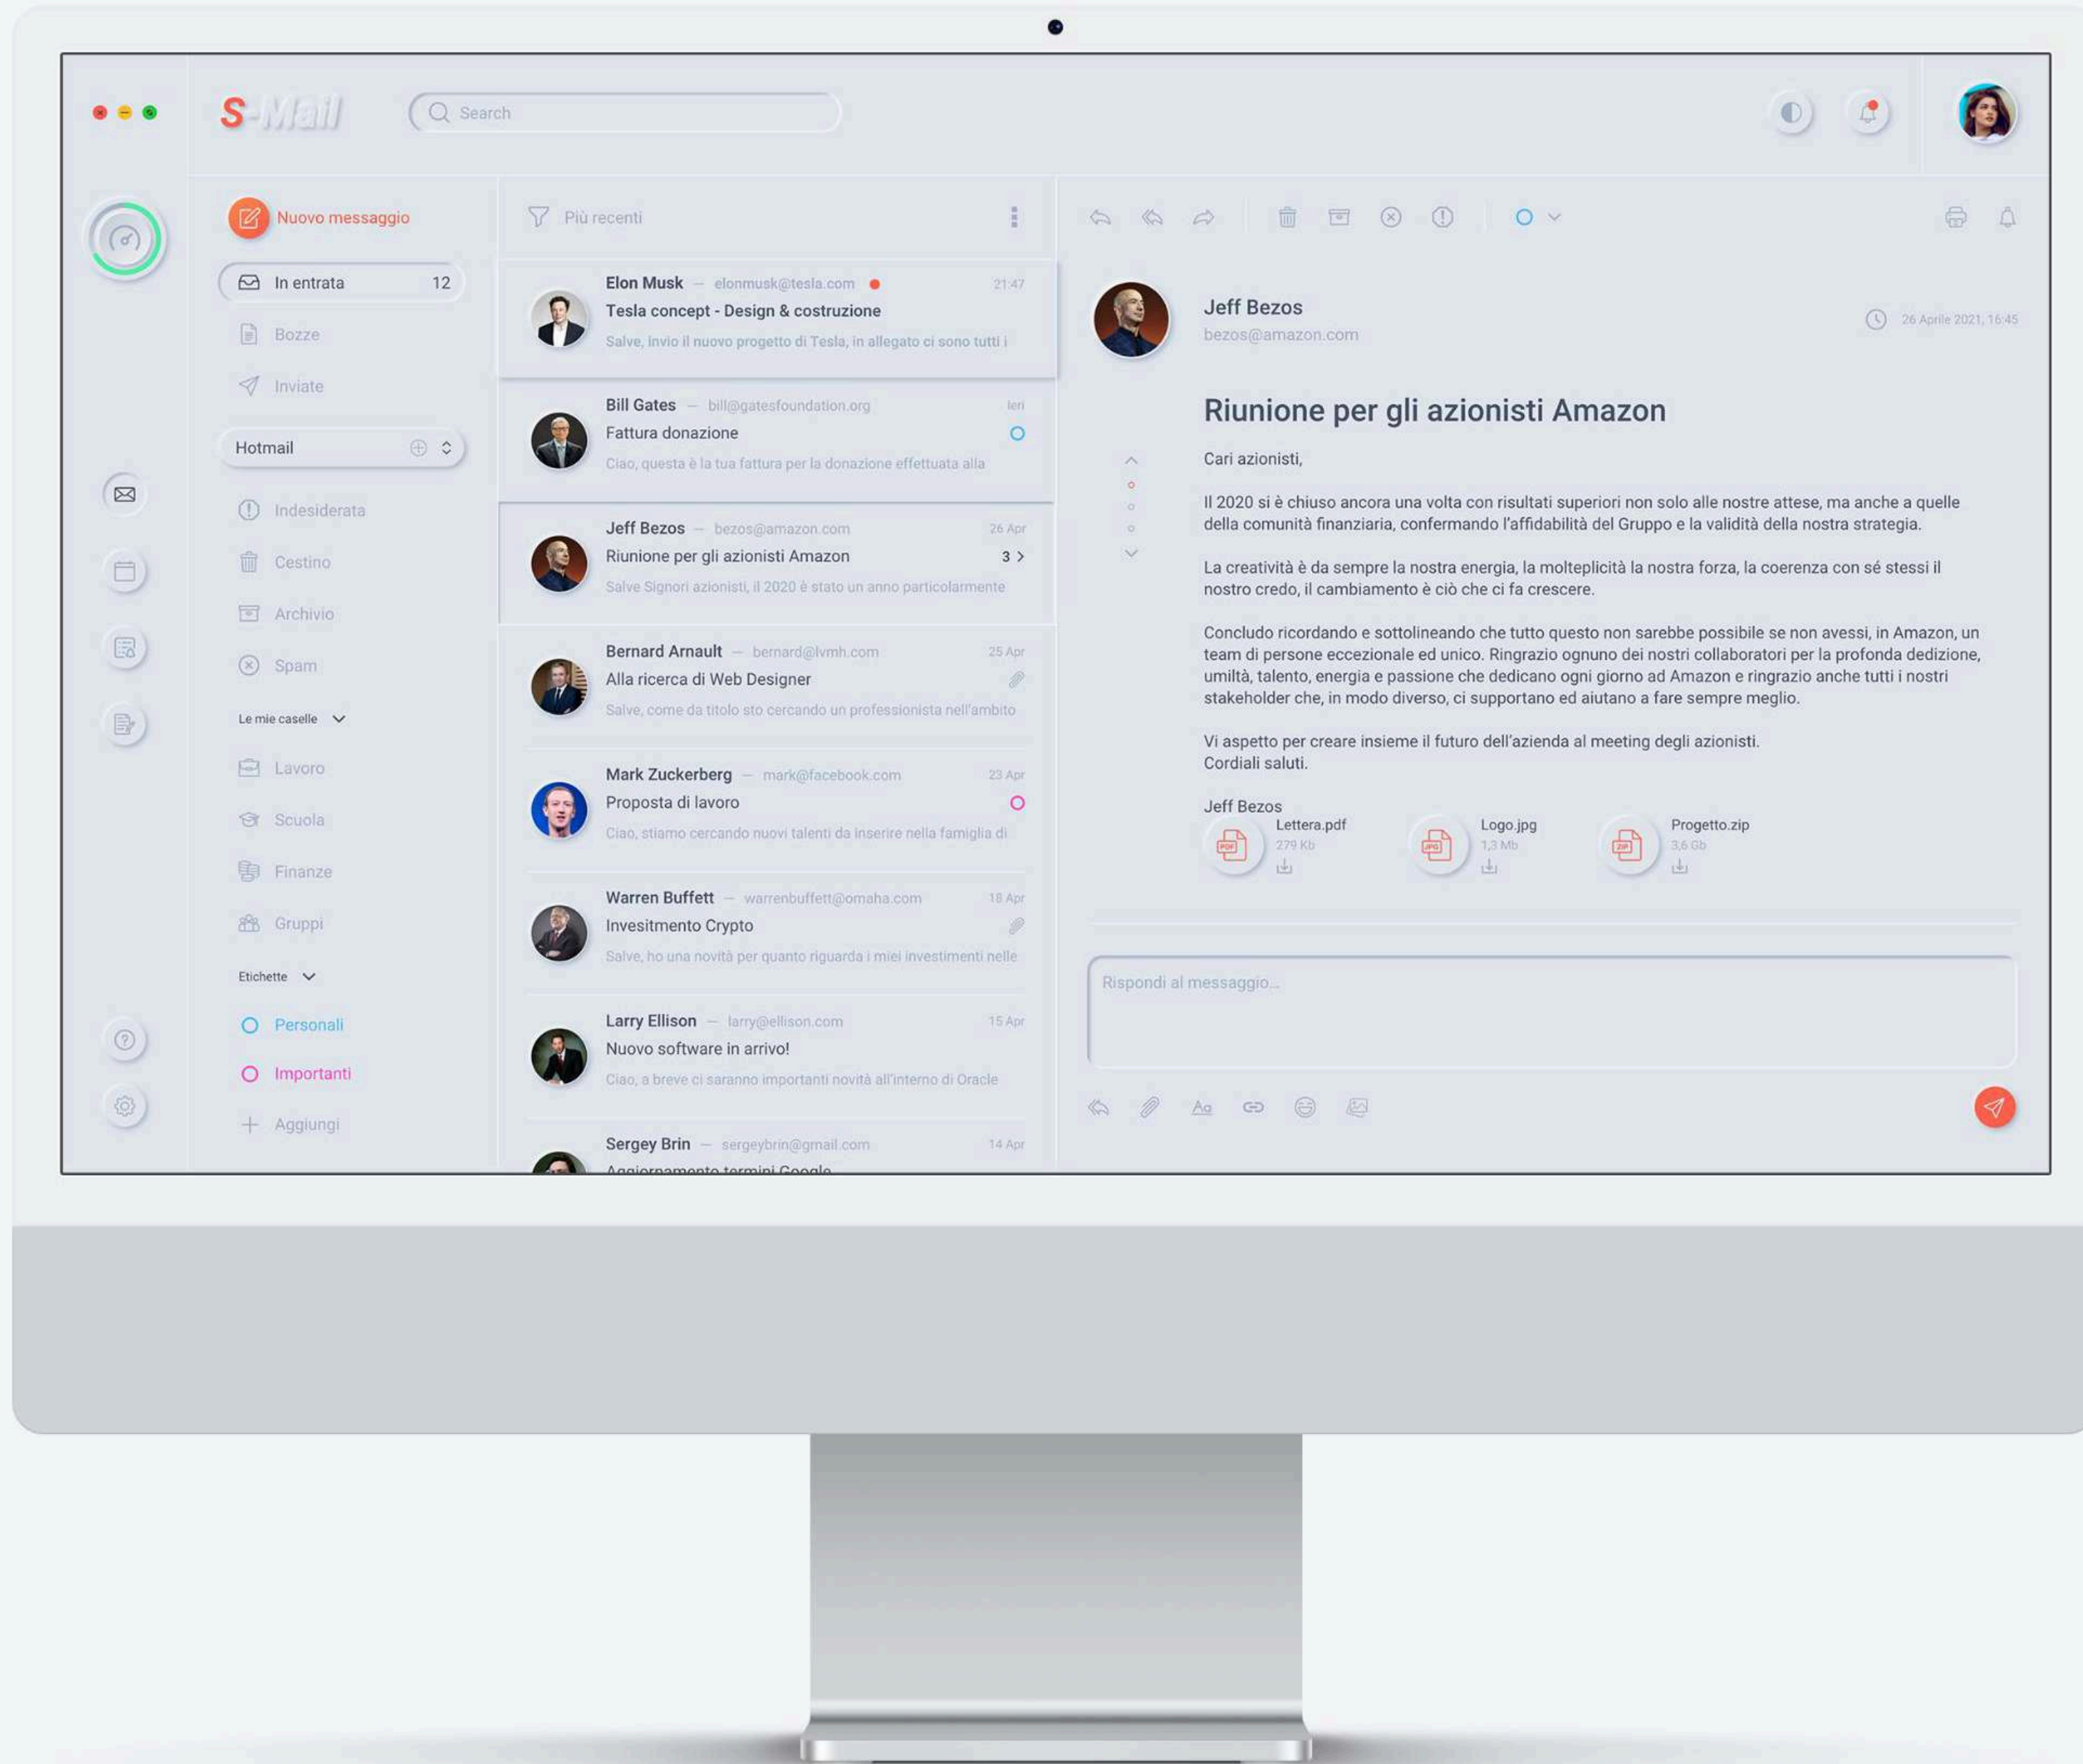 S-Mail
Search
Nuovo messaggio
In entrata 12
Bozze
Inviate
Hotmail
Indesiderata
Cestino
Archivio
Spam
Le mie caselle
Lavoro
Scuola
Finanze
Gruppi
Etichette
Personali
Importanti
Aggiungi
Più recenti
Elon Musk — elonmusk@tesla.com 21:47
Tesla concept - Design & costruzione
Salve, invio il nuovo progetto di Tesla, in allegato ci sono tutti i
Bill Gates — bill@gatesfoundation.org Ieri
Fattura donazione
Ciao, questa è la tua fattura per la donazione effettuata alla
Jeff Bezos — bezos@amazon.com 26 Apr
Riunione per gli azionisti Amazon 3 >
Salve Signori azionisti, il 2020 è stato un anno particolarmente
Bernard Arnault — bernard@lvmh.com 25 Apr
Alla ricerca di Web Designer
Salve, come da titolo sto cercando un professionista nell'ambito
Mark Zuckerberg — mark@facebook.com 23 Apr
Proposta di lavoro
Ciao, stiamo cercando nuovi talenti da inserire nella famiglia di
Warren Buffett — warrenbuffett@omaha.com 18 Apr
Invesitmento Crypto
Salve, ho una novità per quanto riguarda i miei investimenti nelle
Larry Ellison — larry@ellison.com 15 Apr
Nuovo software in arrivo!
Ciao, a breve ci saranno importanti novità all'interno di Oracle
Sergey Brin — sergeybrin@gmail.com 14 Apr
Aggiornamento termini Google
Jeff Bezos
bezos@amazon.com
26 Aprile 2021, 16:45
Riunione per gli azionisti Amazon
Cari azionisti,
Il 2020 si è chiuso ancora una volta con risultati superiori non solo alle nostre attese, ma anche a quelle
della comunità finanziaria, confermando l'affidabilità del Gruppo e la validità della nostra strategia.
La creatività è da sempre la nostra energia, la molteplicità la nostra forza, la coerenza con sé stessi il
nostro credo, il cambiamento è ciò che ci fa crescere.
Concludo ricordando e sottolineando che tutto questo non sarebbe possibile se non avessi, in Amazon, un
team di persone eccezionale ed unico. Ringrazio ognuno dei nostri collaboratori per la profonda dedizione,
umiltà, talento, energia e passione che dedicano ogni giorno ad Amazon e ringrazio anche tutti i nostri
stakeholder che, in modo diverso, ci supportano ed aiutano a fare sempre meglio.
Vi aspetto per creare insieme il futuro dell'azienda al meeting degli azionisti.
Cordiali saluti.
Jeff Bezos
PDF
Lettera.pdf
279 Kb
JPG
Logo.jpg
1,3 Mb
ZIP
Progetto.zip
3,6 Gb
Rispondi al messaggio...
Aa